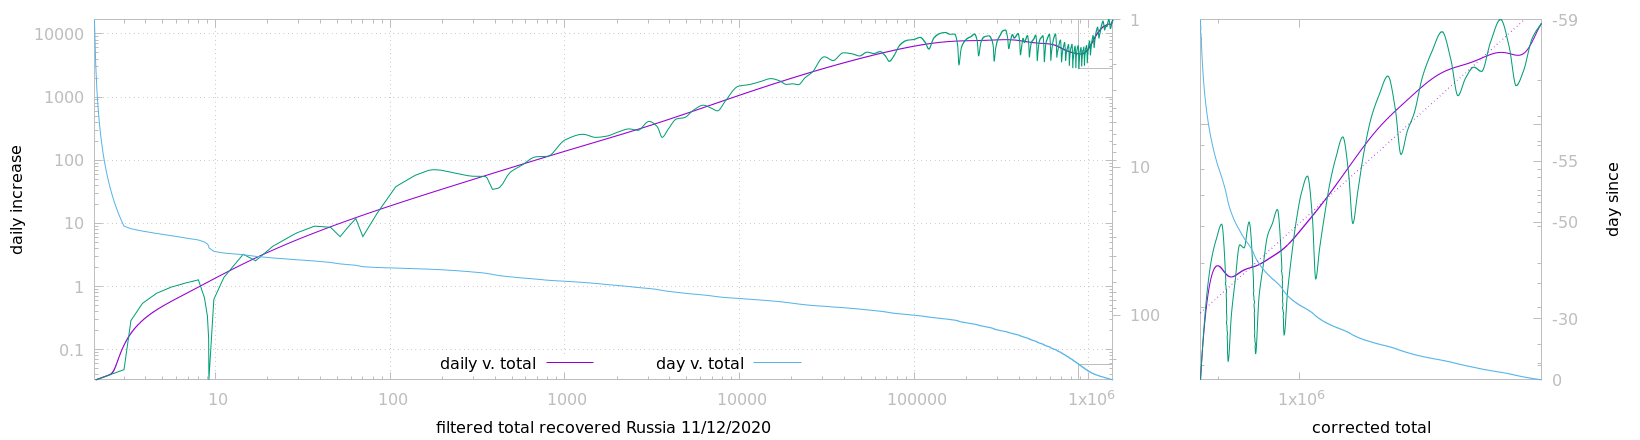 daily increase
10000
1000
100
10
1
0.1
daily v. total
day v. total
10
100
1000
10000
100000
1x10⁶
filtered total recovered Russia 11/12/2020
1
10
100
1x10⁶
corrected total
-59
-55
-50
-30
0
day since